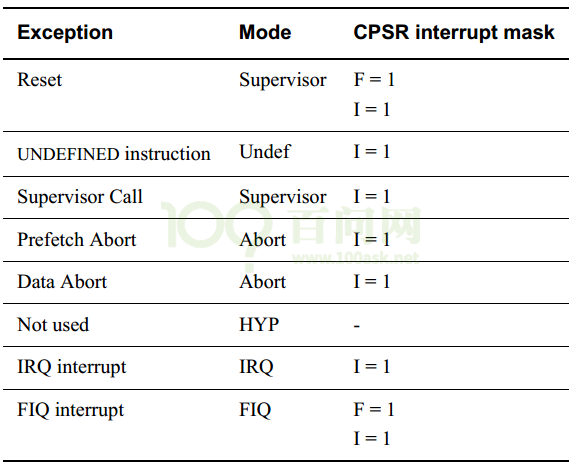 Exception Mode CPSR interrupt mask
Reset Supervisor F = 1
I = 1
UNDEFINED instruction Undef I = 1
Supervisor Call Supervisor I = 1
Prefetch Abort Abort I = 1
Data Abort Abort I = 1
Not used HYP -
IRQ interrupt IRQ I = 1
FIQ interrupt FIQ F = 1
I = 1
100 百问网
www.100ask.net